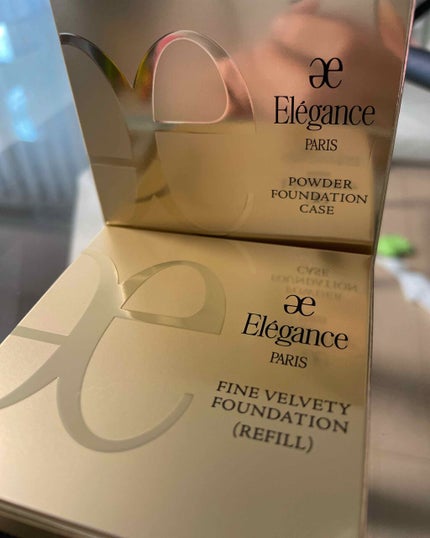 æ
Elégance
PARIS
POWDER
FOUNDATION
CASE
æ
Elégance
PARIS
FINE VELVETY
FOUNDATION
(REFILL)